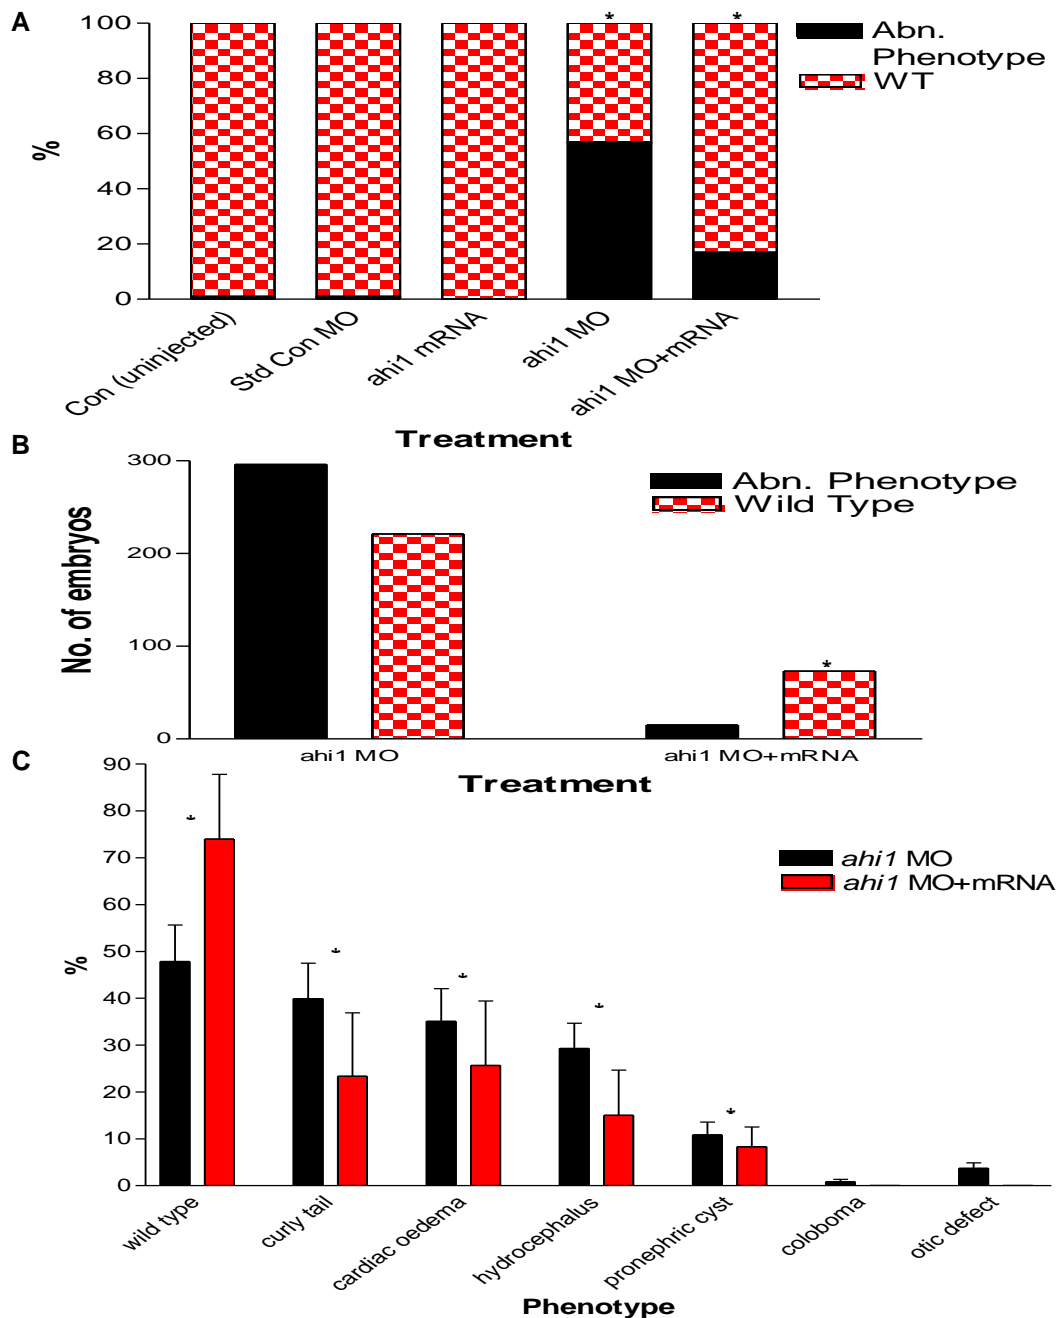 A
100
80
60
40
20
0
%
*
*
Abn.
Phenotype
WT
Con (uninjected)
Std Con MO
ahi1 mRNA
ahi1 MO
ahi1 MO+mRNA
Treatment
B
300
200
100
0
No. of embryos
*
Abn. Phenotype
Wild Type
ahi1 MO
ahi1 MO+mRNA
Treatment
C
90
80
70
60
50
40
30
20
10
0
%
*
*
*
*
*
ahi1 MO
ahi1 MO+mRNA
wild type
curly tail
cardiac oedema
hydrocephalus
pronephric cyst
coloboma
otic defect
Phenotype